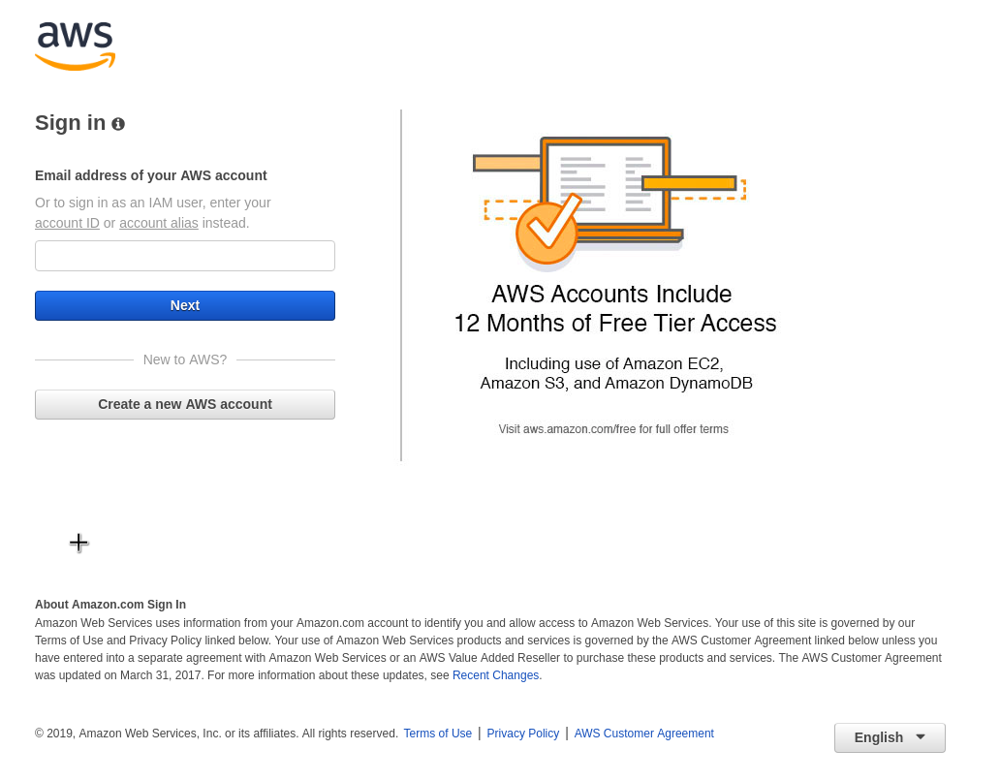 aws
Sign in
Email address of your AWS account
Or to sign in as an IAM user, enter your
account ID or account alias instead.
Next
New to AWS?
Create a new AWS account
AWS Accounts Include
12 Months of Free Tier Access
Including use of Amazon EC2,
Amazon S3, and Amazon DynamoDB
Visit aws.amazon.com/free for full offer terms
About Amazon.com Sign In
Amazon Web Services uses information from your Amazon.com account to identify you and allow access to Amazon Web Services. Your use of this site is governed by our
Terms of Use and Privacy Policy linked below. Your use of Amazon Web Services products and services is governed by the AWS Customer Agreement linked below unless you
have entered into a separate agreement with Amazon Web Services or an AWS Value Added Reseller to purchase these products and services. The AWS Customer Agreement
was updated on March 31, 2017. For more information about these updates, see Recent Changes.
© 2019, Amazon Web Services, Inc. or its affiliates. All rights reserved. Terms of Use | Privacy Policy | AWS Customer Agreement
English